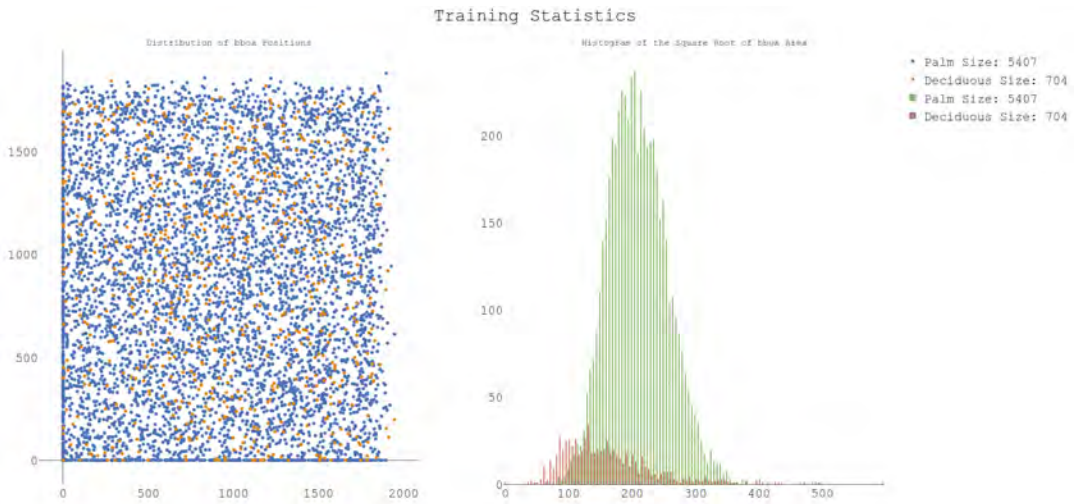 Training Statistics
Distribution of bbox Positions
Histogram of the Square Root of bbox Area
Palm Size: 5407
Deciduous Size: 704
Palm Size: 5407
Deciduous Size: 704
1500
1000
500
0
0
500
1000
1500
2000
200
150
100
50
0
0
100
200
300
400
500